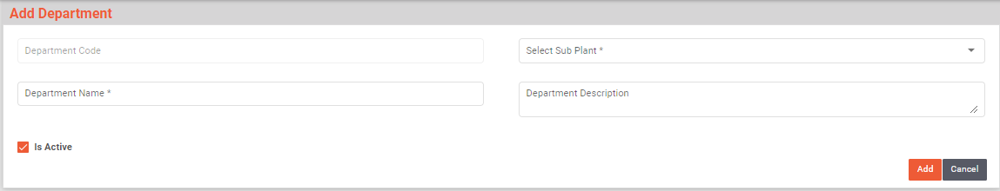 Add Department
Department Code
Select Sub Plant *
Department Name *
Department Description
Is Active
Add
Cancel